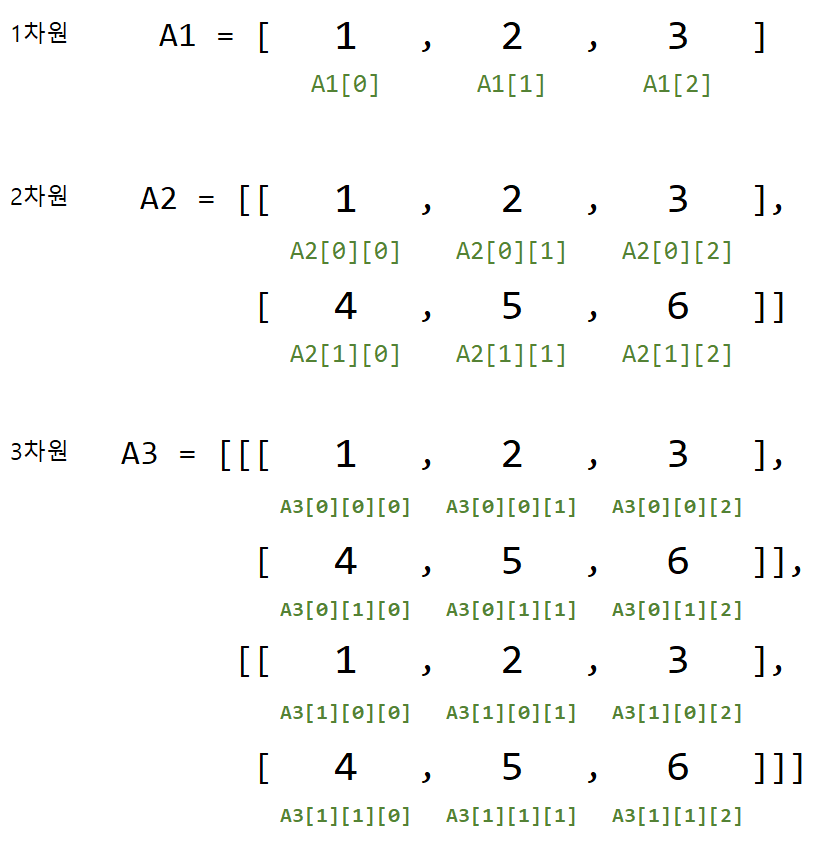 1차원 A1 = [ 1 , 2 , 3 ]
A1[0] A1[1] A1[2]
2차원 A2 = [[ 1 , 2 , 3 ],
A2[0][0] A2[0][1] A2[0][2]
[ 4 , 5 , 6 ]]
A2[1][0] A2[1][1] A2[1][2]
3차원 A3 = [[[ 1 , 2 , 3 ],
A3[0][0][0] A3[0][0][1] A3[0][0][2]
[ 4 , 5 , 6 ]],
A3[0][1][0] A3[0][1][1] A3[0][1][2]
[[ 1 , 2 , 3 ],
A3[1][0][0] A3[1][0][1] A3[1][0][2]
[ 4 , 5 , 6 ]]]
A3[1][1][0] A3[1][1][1] A3[1][1][2]